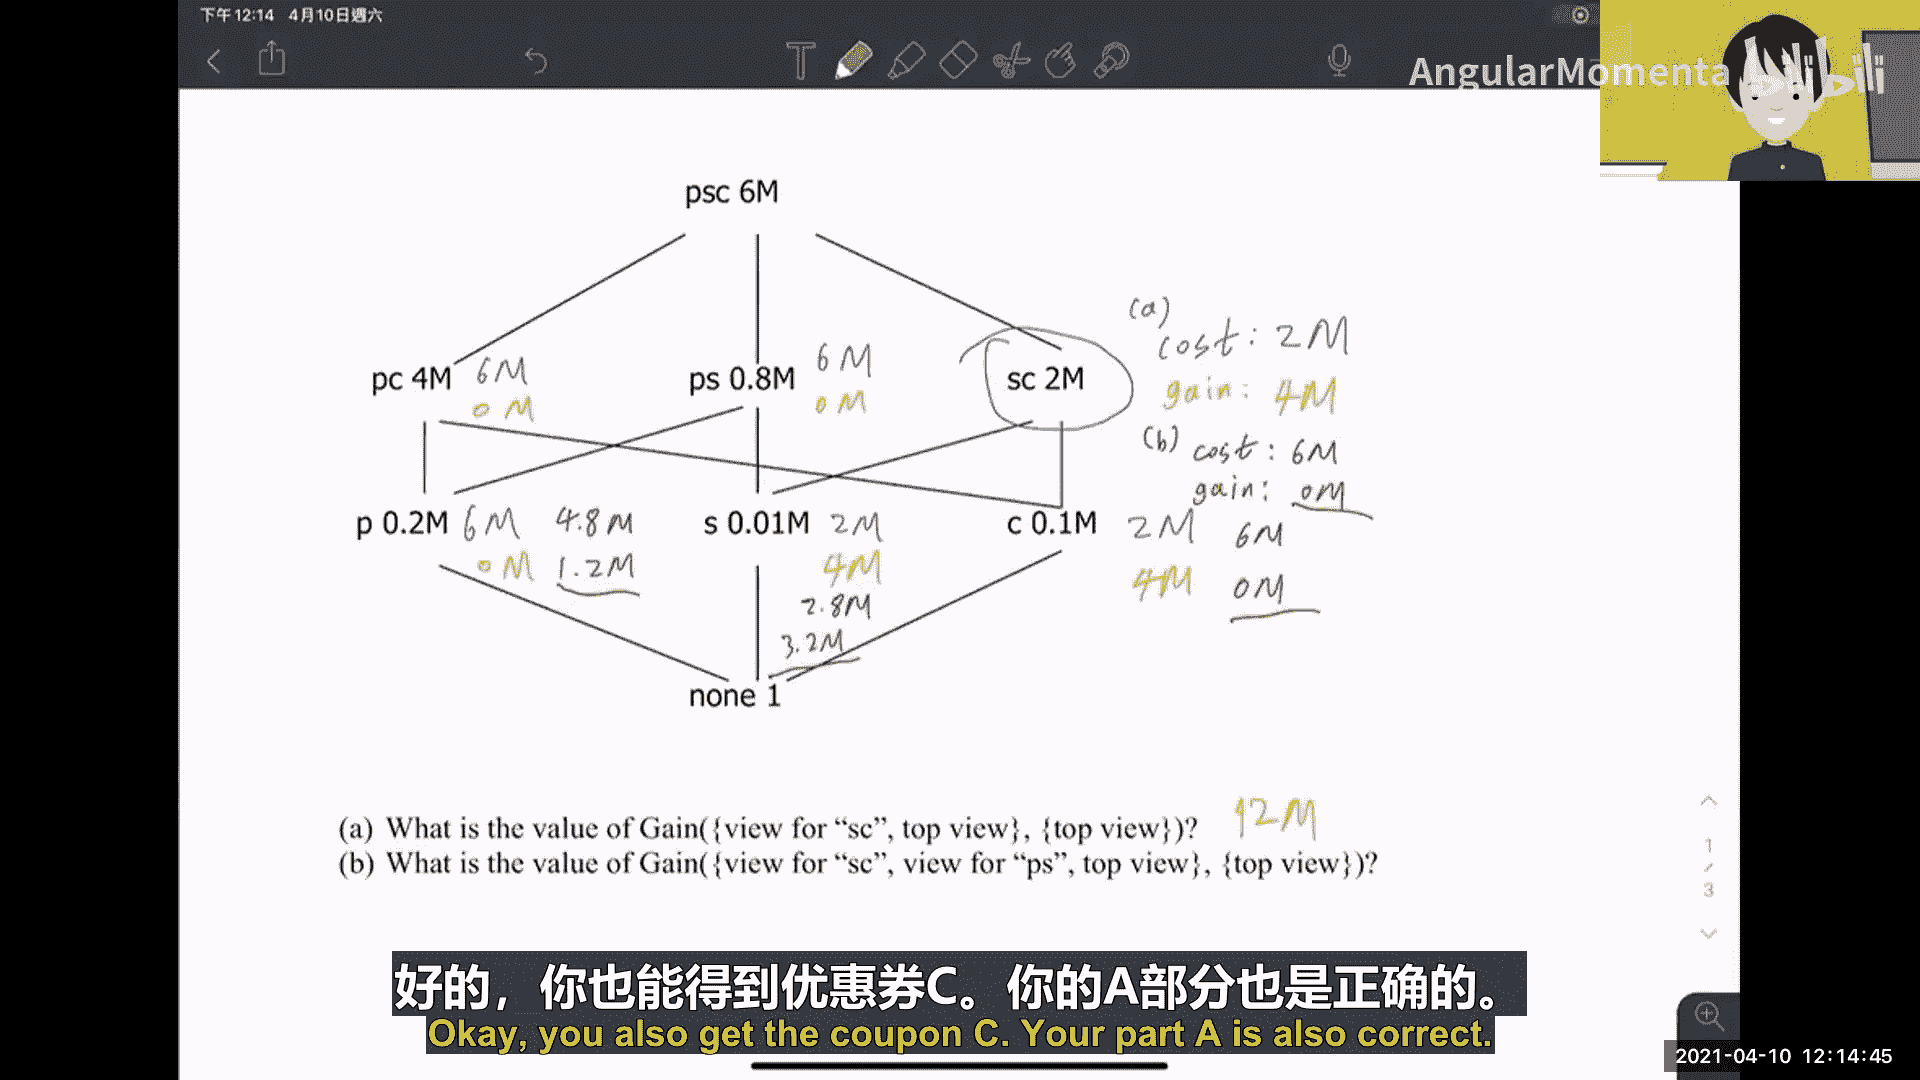 下午12:14 4月10日週六
AngularMomenta bilibili
psc 6M
pc 4M 6M
0 M
ps 0.8M 6M
0 M
sc 2M
(a)
cost: 2M
gain: 4M
(b) cost: 6M
gain: 0M
p 0.2M 6M 4.8M
0 M 1.2M
s 0.01M 2M
4M
2.8M
3.2M
c 0.1M 2M 6M
4M 0M
none 1
(a) What is the value of Gain({view for “sc”, top view}, {top view})? 12M
(b) What is the value of Gain({view for “sc”, view for “ps”, top view}, {top view})?
1
/
3
好的，你也能得到优惠券C。你的A部分也是正确的。
Okay, you also get the coupon C. Your part A is also correct.
2021-04-10 12:14:45